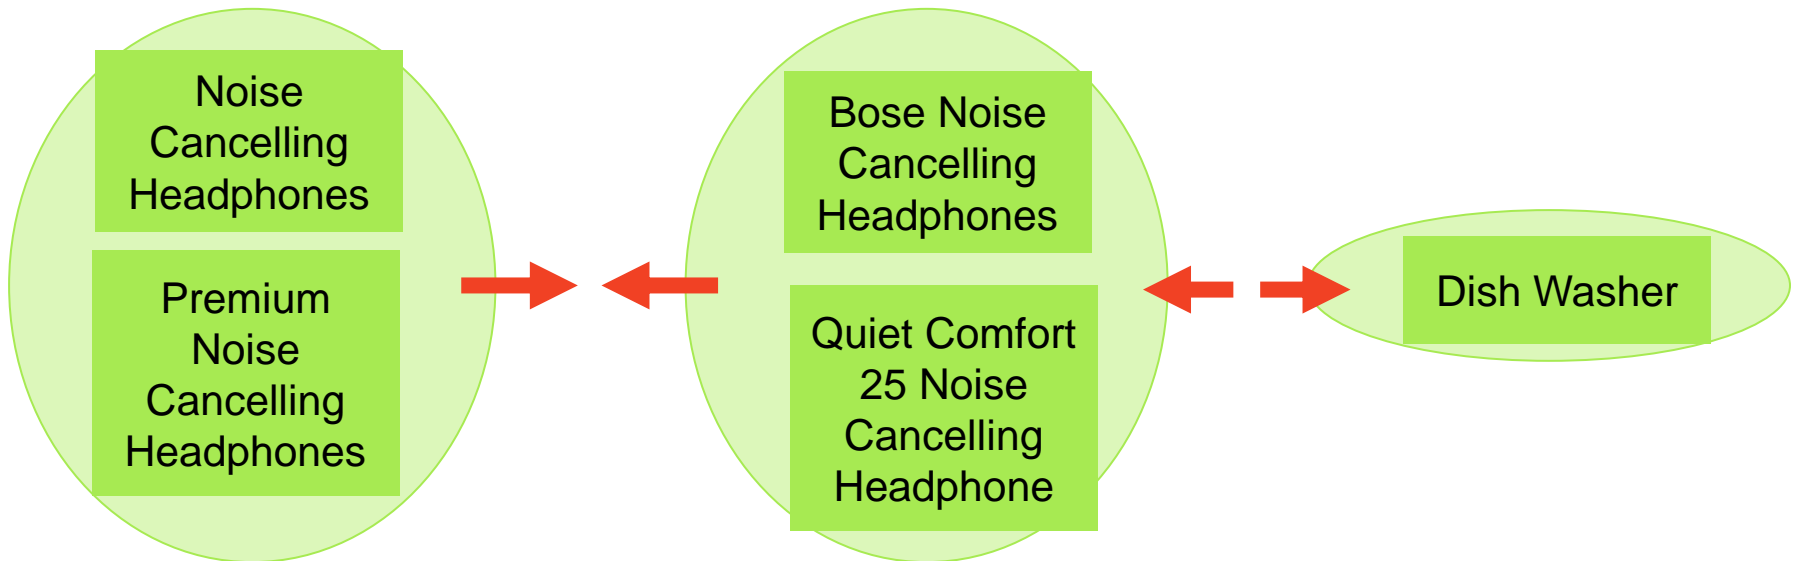 Noise
Cancelling
Headphones
Premium
Noise
Cancelling
Headphones
Bose Noise
Cancelling
Headphones
Quiet Comfort
25 Noise
Cancelling
Headphone
Dish Washer